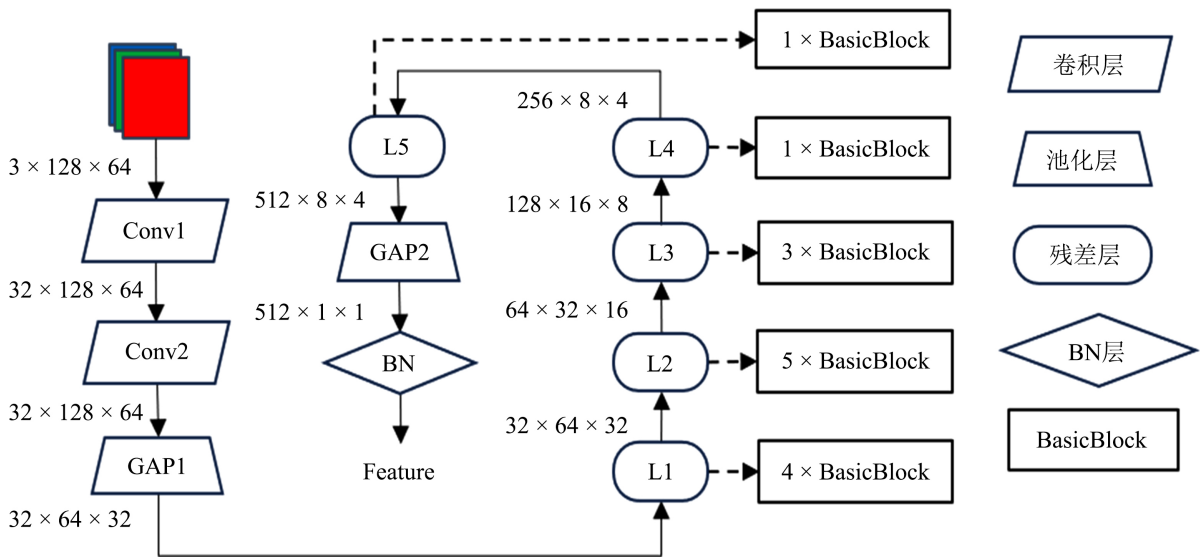 3 × 128 × 64
Conv1
32 × 128 × 64
Conv2
32 × 128 × 64
GAP1
32 × 64 × 32
L5
512 × 8 × 4
GAP2
512 × 1 × 1
BN
Feature
256 × 8 × 4
L4
128 × 16 × 8
L3
64 × 32 × 16
L2
32 × 64 × 32
L1
1 × BasicBlock
1 × BasicBlock
3 × BasicBlock
5 × BasicBlock
4 × BasicBlock
卷积层
池化层
残差层
BN层
BasicBlock